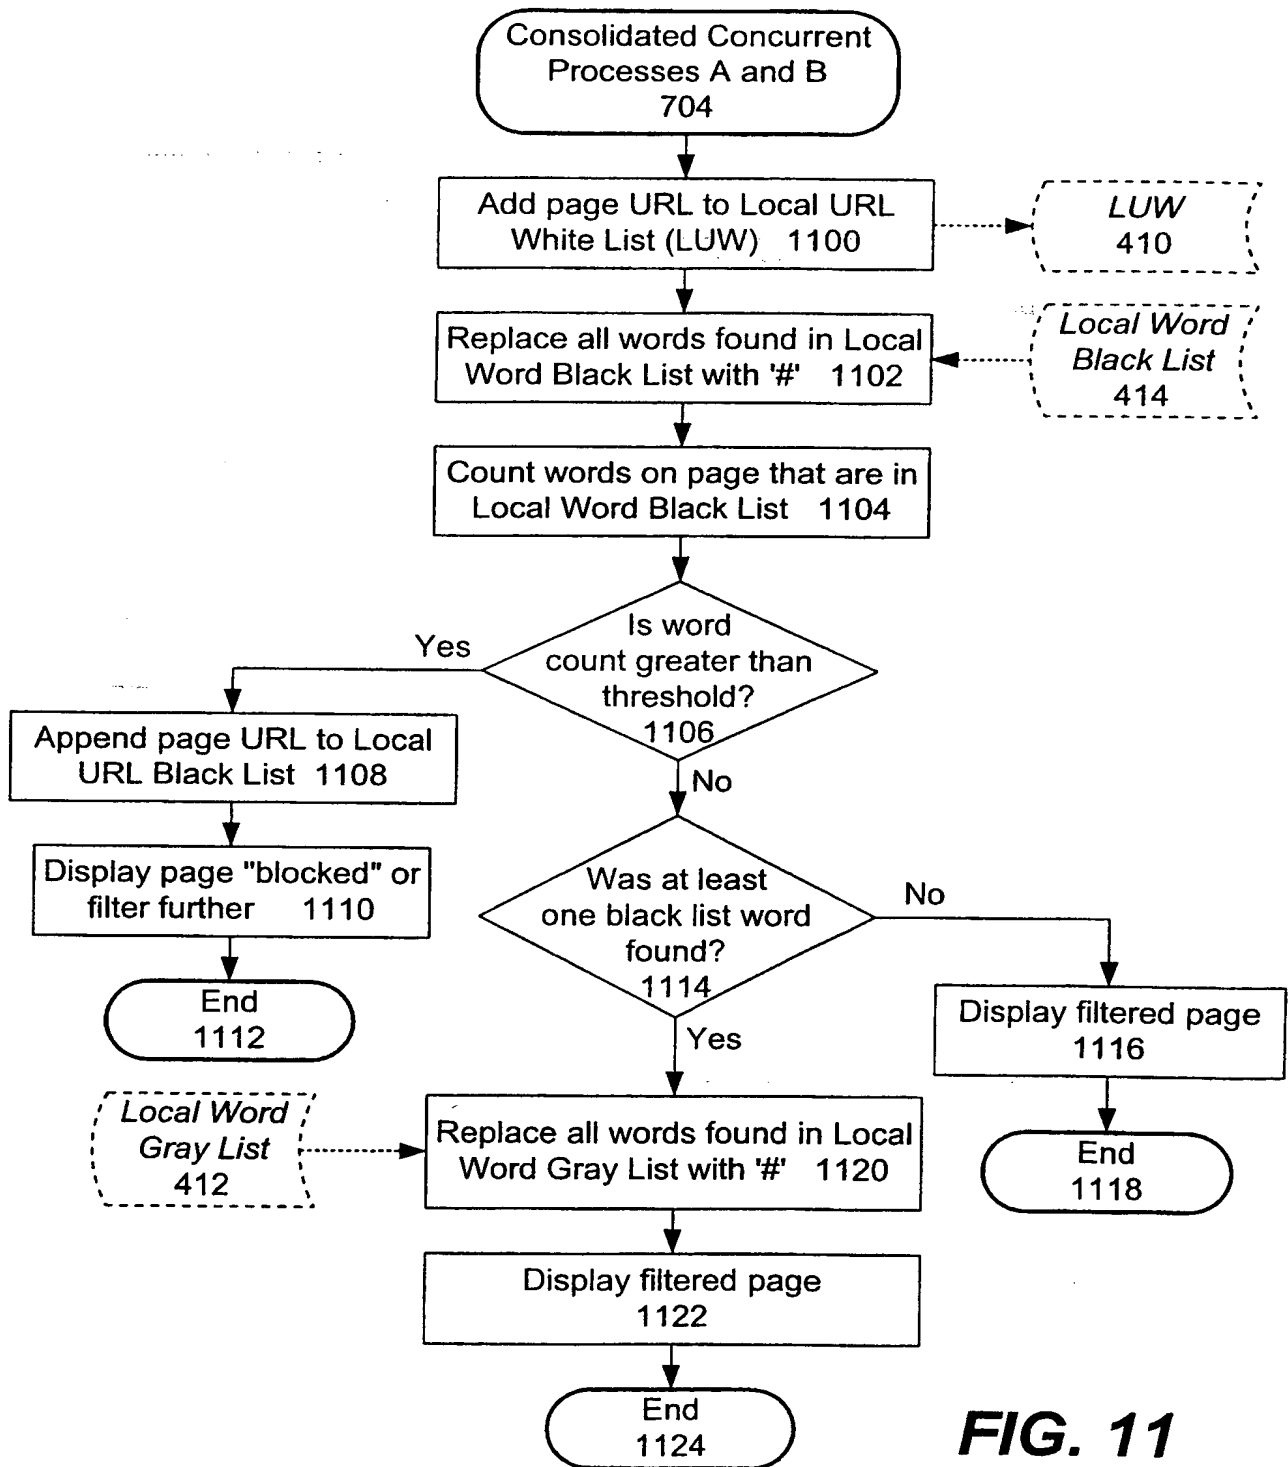 Consolidated Concurrent
Processes A and B
704
Add page URL to Local URL
White List (LUW) 1100
LUW
410
Replace all words found in Local
Word Black List with '#' 1102
Local Word
Black List
414
Count words on page that are in
Local Word Black List 1104
Is word
count greater than
threshold?
1106
Yes
No
Append page URL to Local
URL Black List 1108
Display page "blocked" or
filter further 1110
End
1112
Was at least
one black list word
found?
1114
No
Yes
Display filtered page
1116
End
1118
Local Word
Gray List
412
Replace all words found in Local
Word Gray List with '#' 1120
Display filtered page
1122
End
1124
FIG. 11